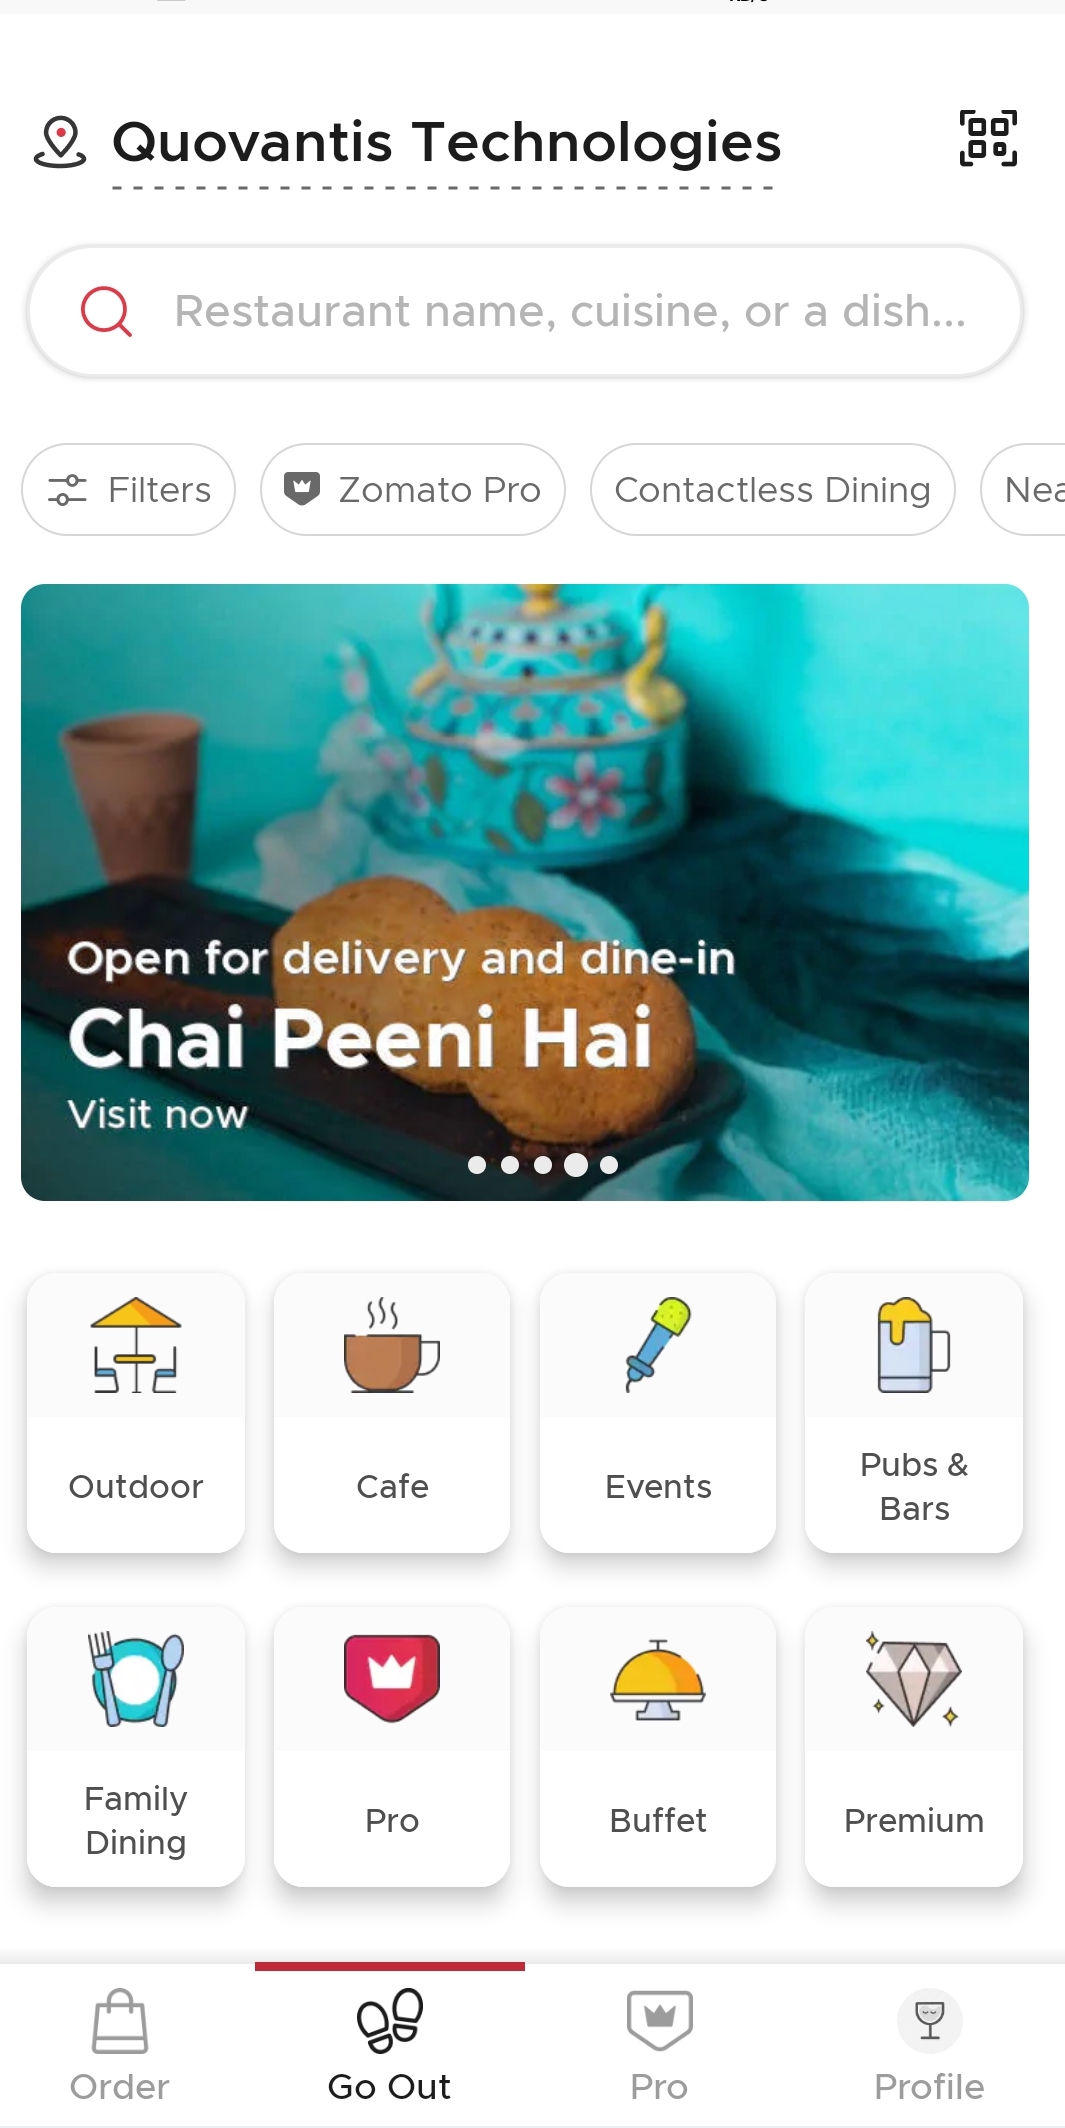 Quovantis Technologies
Restaurant name, cuisine, or a dish...
Filters
Zomato Pro
Contactless Dining
Open for delivery and dine-in
Chai Peeni Hai
Visit now
Outdoor
Cafe
Events
Pubs &
Bars
Family
Dining
Pro
Buffet
Premium
Order
Go Out
Pro
Profile